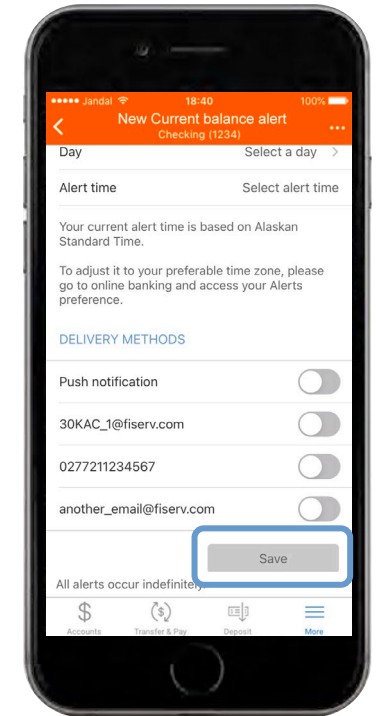 Jandal 18:40 100%
New Current balance alert
Checking (1234)
Day Select a day
Alert time Select alert time
Your current alert time is based on Alaskan
Standard Time.
To adjust it to your preferable time zone, please
go to online banking and access your Alerts
preference.
DELIVERY METHODS
Push notification
30KAC_1@fiserv.com
0277211234567
another_email@fiserv.com
Save
All alerts occur indefinitely.
Accounts Transfer & Pay Deposit More